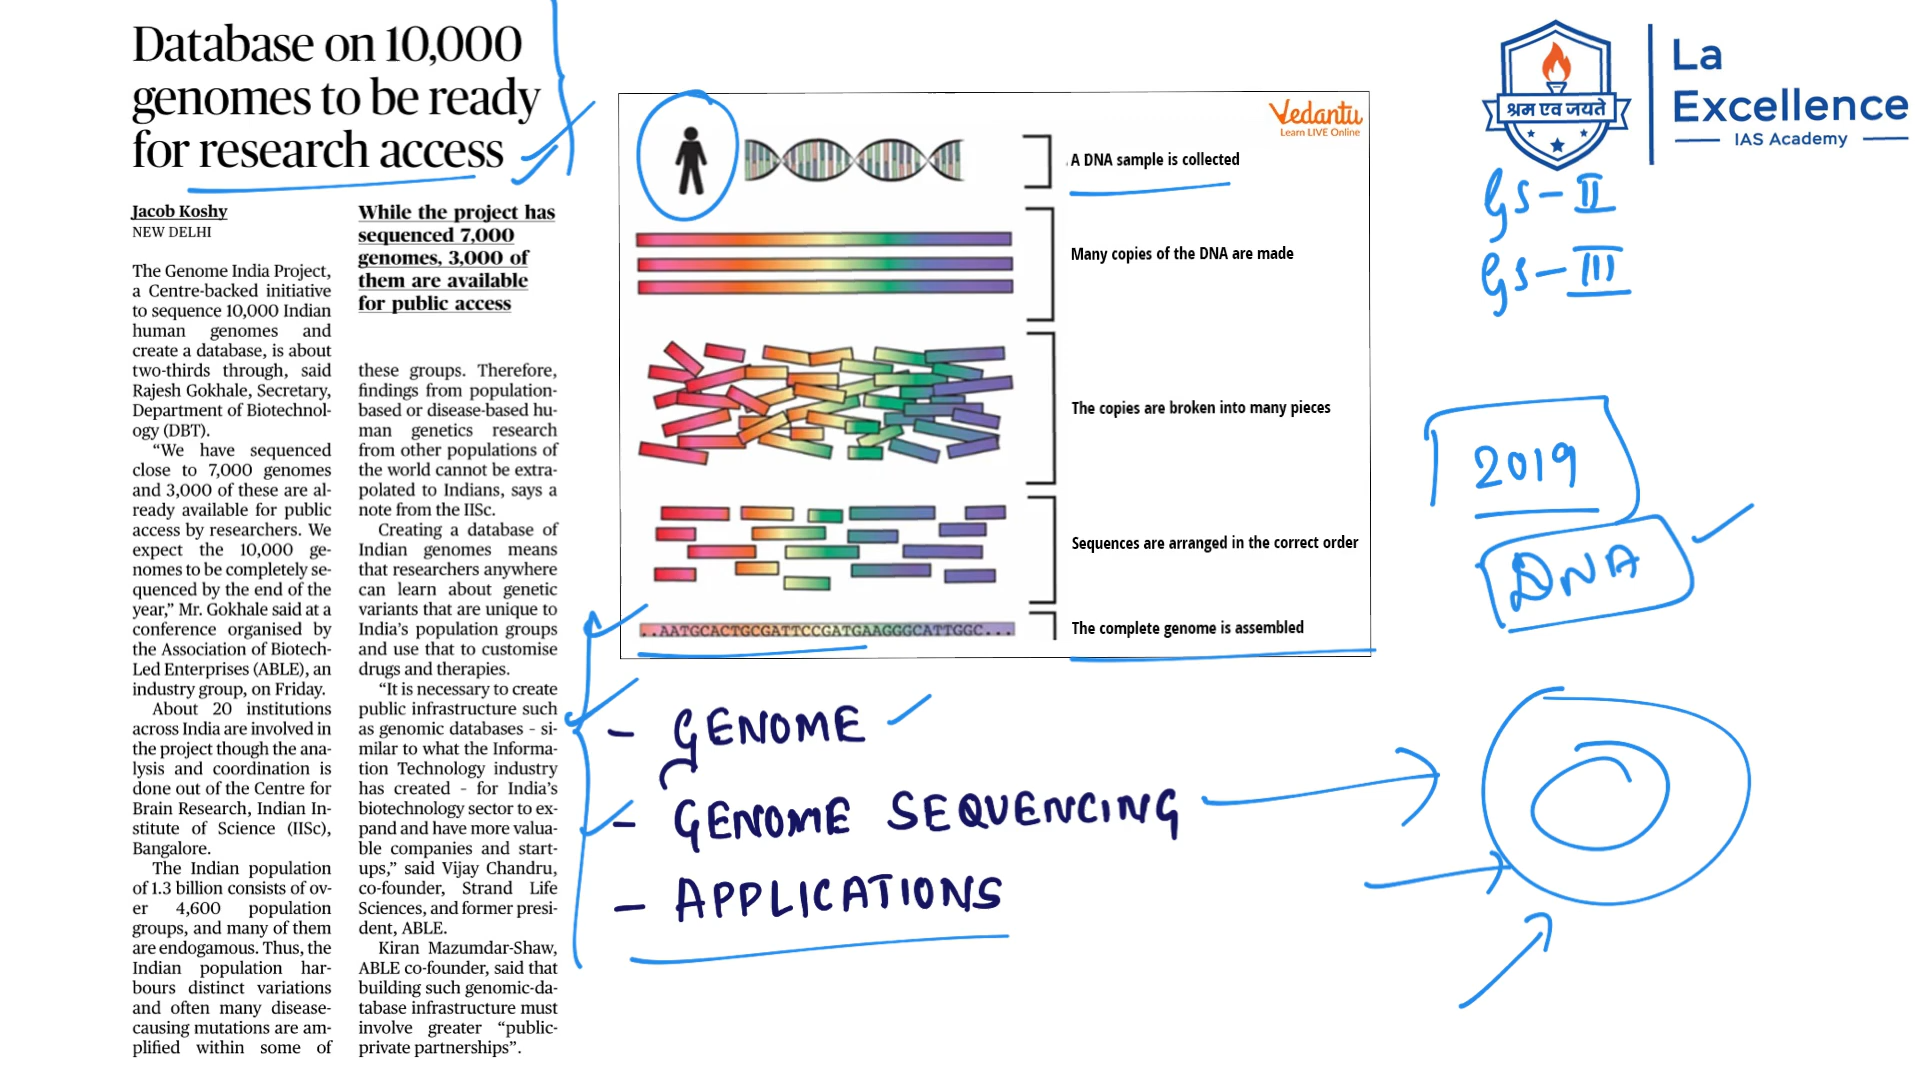 Database on 10,000
genomes to be ready
for research access
Jacob Koshy
NEW DELHI
The Genome India Project,
a Centre-backed initiative
to sequence 10,000 Indian
human genomes and
create a database, is about
two-thirds through, said
Rajesh Gokhale, Secretary,
Department of Biotechnol-
ogy (DBT).
“We have sequenced
close to 7,000 genomes
and 3,000 of these are al-
ready available for public
access by researchers. We
expect the 10,000 ge-
nomes to be completely se-
quenced by the end of the
year,” Mr. Gokhale said at a
conference organised by
the Association of Biotech-
Led Enterprises (ABLE), an
industry group, on Friday.
About 20 institutions
across India are involved in
the project though the ana-
lysis and coordination is
done out of the Centre for
Brain Research, Indian In-
stitute of Science (IISc),
Bangalore.
The Indian population
of 1.3 billion consists of ov-
er 4,600 population
groups, and many of them
are endogamous. Thus, the
Indian population har-
bours distinct variations
and often many disease-
causing mutations are am-
plified within some of
While the project has
sequenced 7,000
genomes, 3,000 of
them are available
for public access
these groups. Therefore,
findings from population-
based or disease-based hu-
man genetics research
from other populations of
the world cannot be extra-
polated to Indians, says a
note from the IISc.
Creating a database of
Indian genomes means
that researchers anywhere
can learn about genetic
variants that are unique to
India’s population groups
and use that to customise
drugs and therapies.
“It is necessary to create
public infrastructure such
as genomic databases - si-
milar to what the Informa-
tion Technology industry
has created - for India’s
biotechnology sector to ex-
pand and have more valua-
ble companies and start-
ups,” said Vijay Chandru,
co-founder, Strand Life
Sciences, and former presi-
dent, ABLE.
Kiran Mazumdar-Shaw,
ABLE co-founder, said that
building such genomic-da-
tabase infrastructure must
involve greater “public-
private partnerships”.
Vedantu
Learn LIVE Online
A DNA sample is collected
Many copies of the DNA are made
The copies are broken into many pieces
Sequences are arranged in the correct order
..AATGCACTGCGATTCCGATGAAGGGCATTGGC...
The complete genome is assembled
- GENOME
- GENOME SEQUENCING
- APPLICATIONS
श्रम एव जयते
La
Excellence
IAS Academy
GS-II
GS-III
2019
DNA